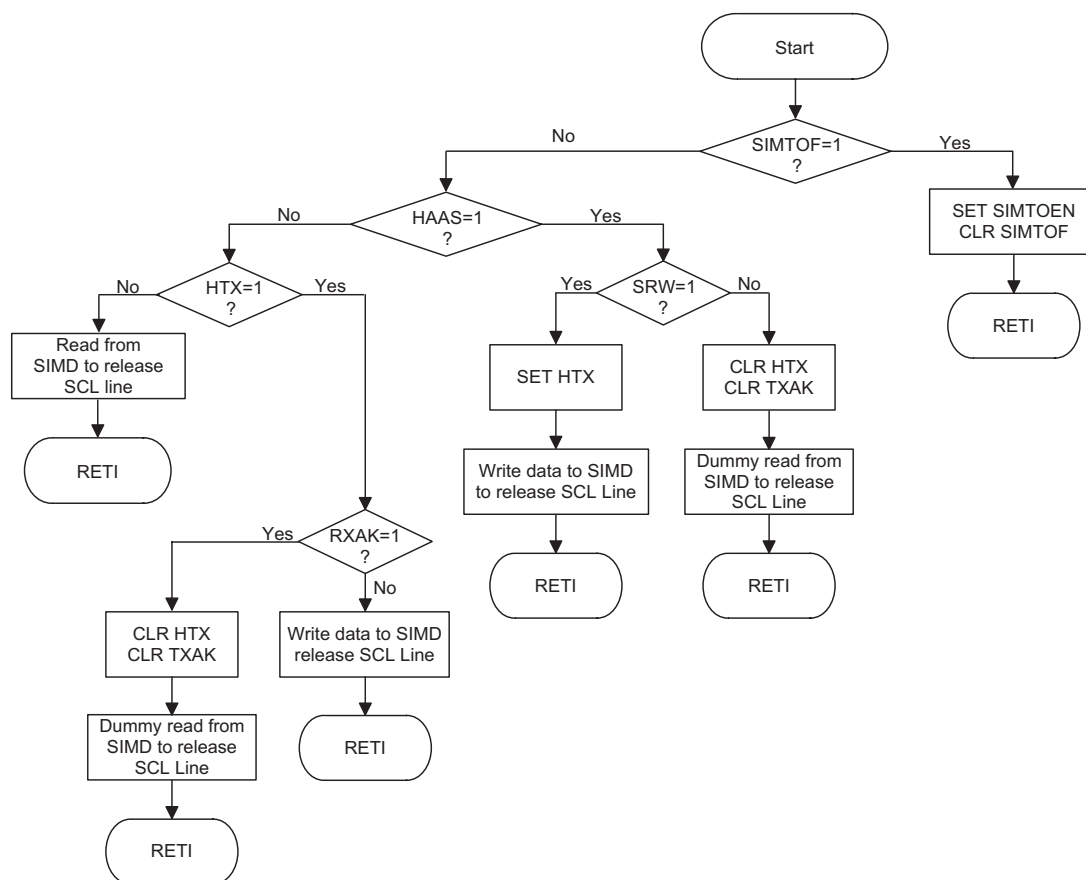 Start
No
SIMTOF=1
?
Yes
No
HAAS=1
?
Yes
SET SIMTOEN
CLR SIMTOF
No
HTX=1
?
Yes
Yes
SRW=1
?
No
RETI
Read from
SIMD to release
SCL line
SET HTX
CLR HTX
CLR TXAK
RETI
Write data to SIMD
to release SCL Line
Dummy read from
SIMD to release
SCL Line
Yes
RXAK=1
?
No
RETI
RETI
CLR HTX
CLR TXAK
Write data to SIMD
release SCL Line
Dummy read from
SIMD to release
SCL Line
RETI
RETI